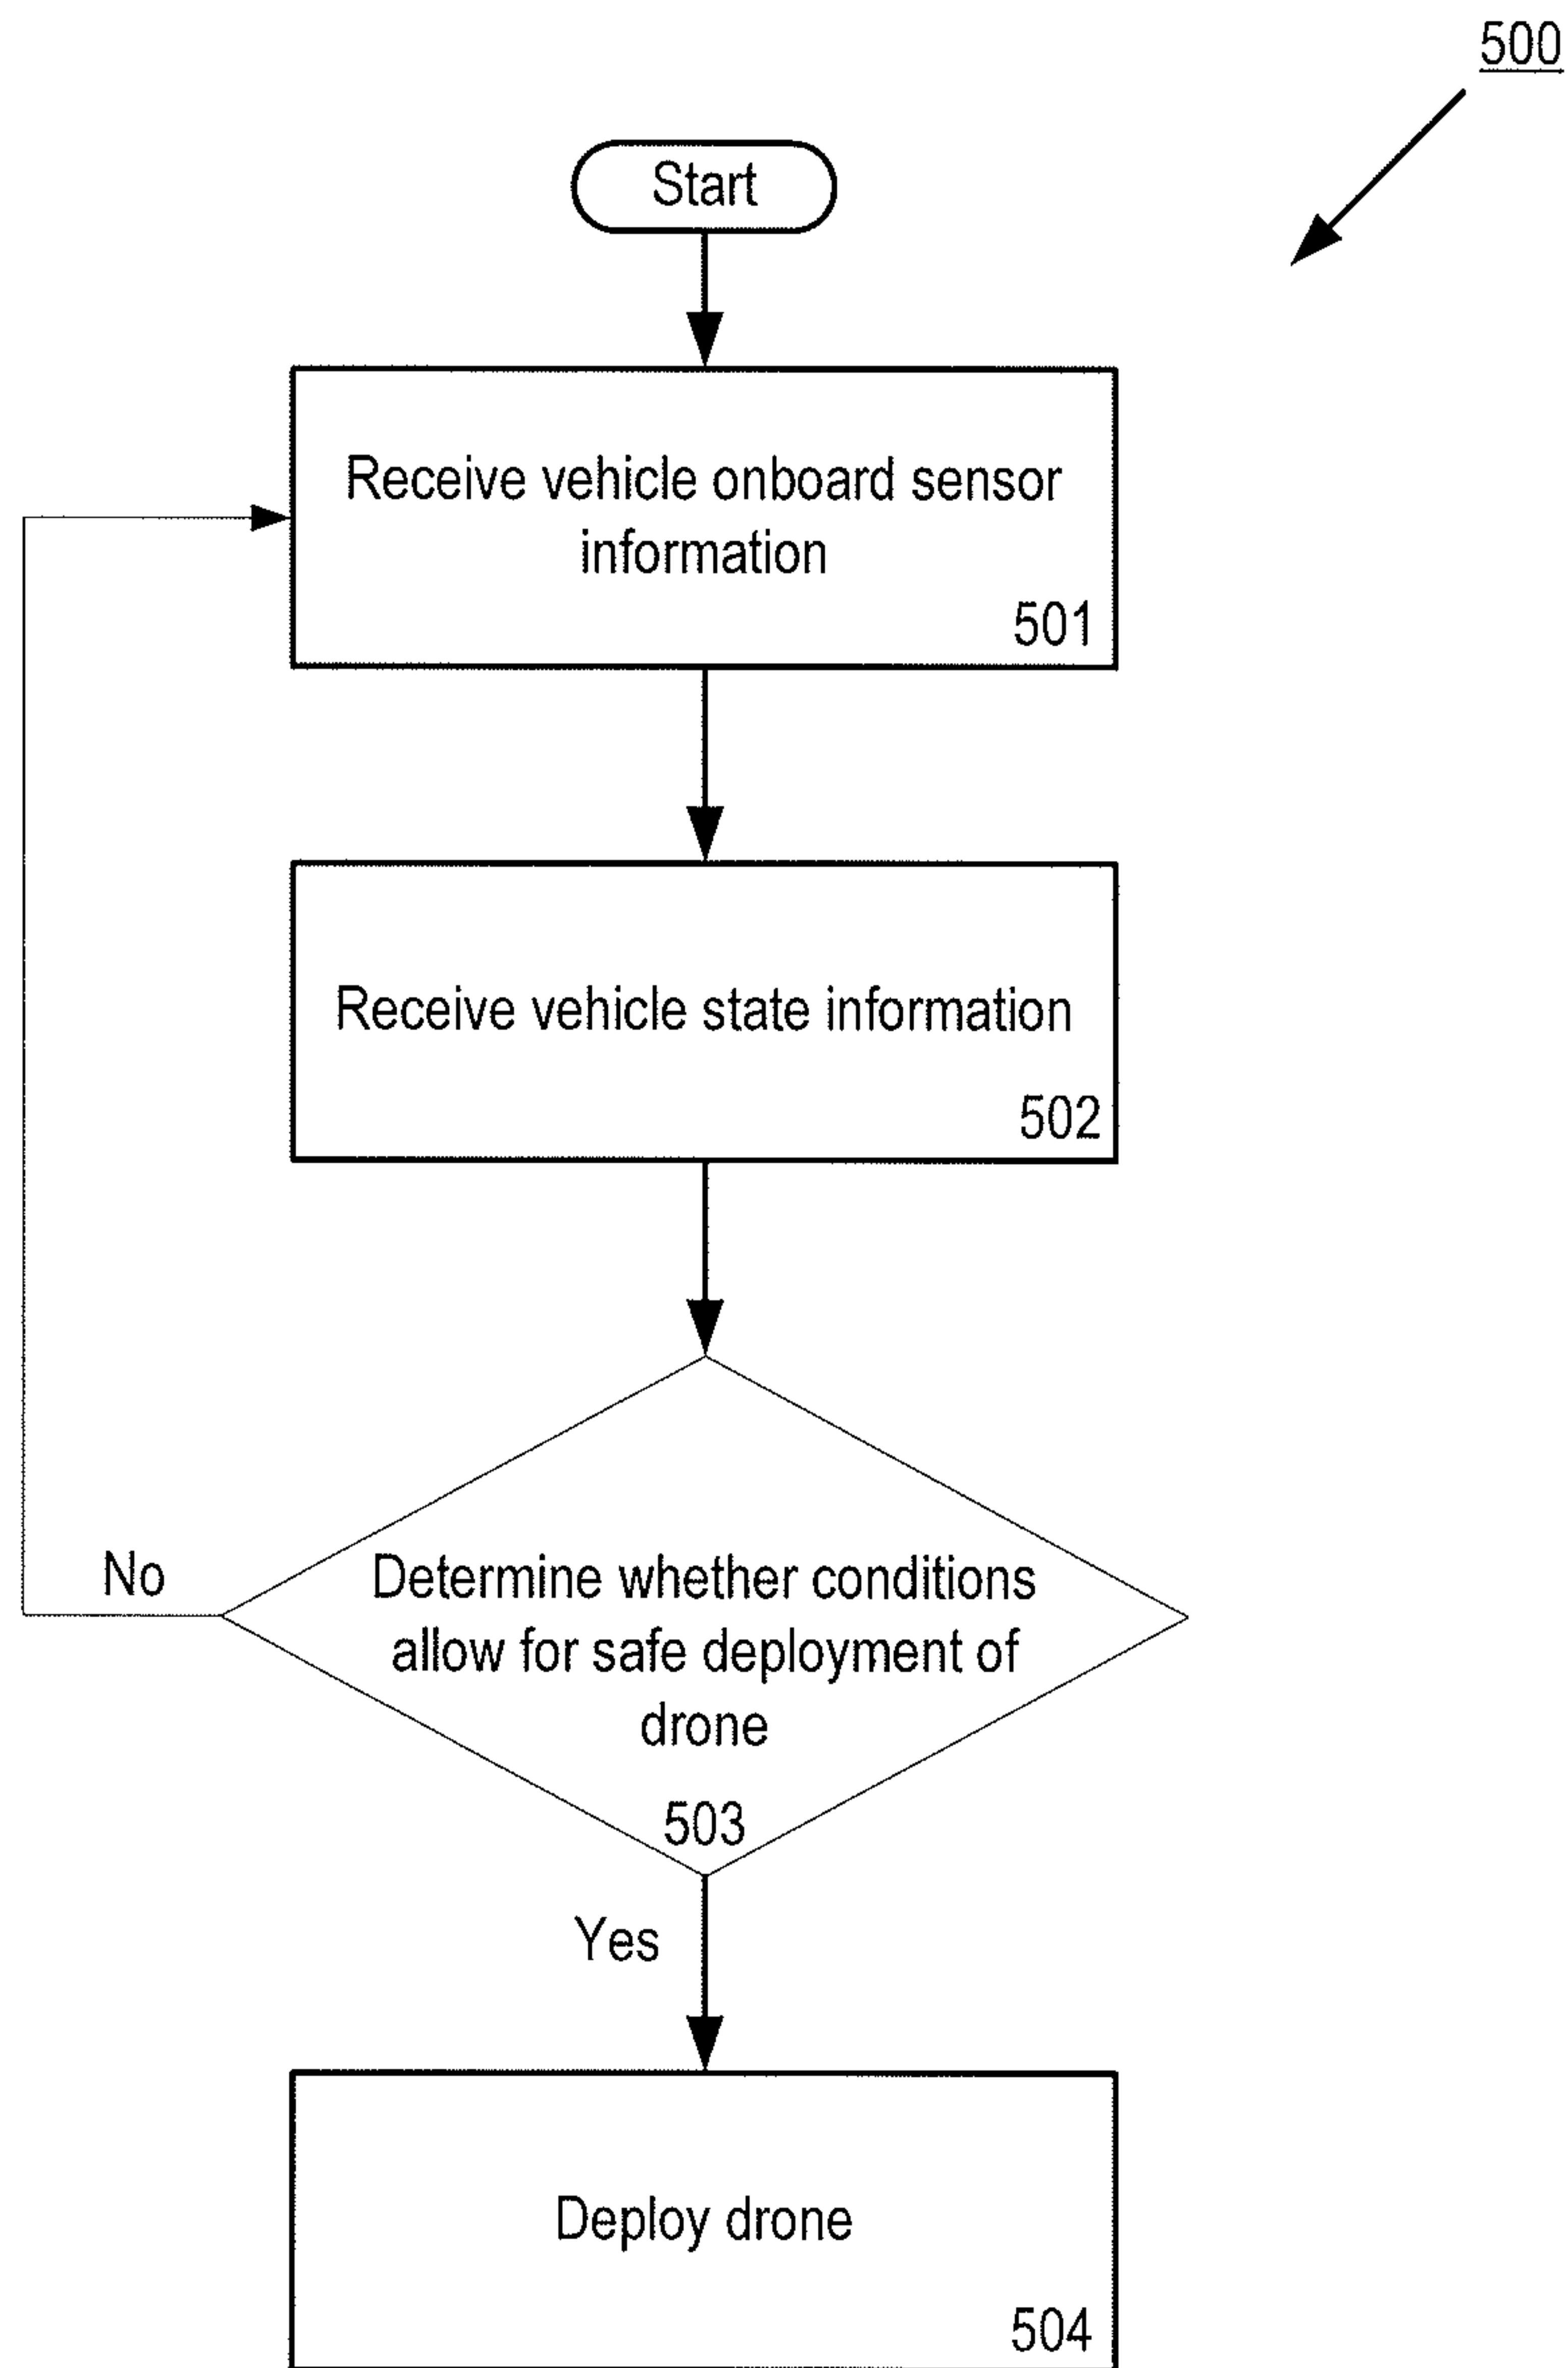 500
Start
Receive vehicle onboard sensor
information
501
Receive vehicle state information
502
Determine whether conditions
allow for safe deployment of
drone
503
No
Yes
Deploy drone
504